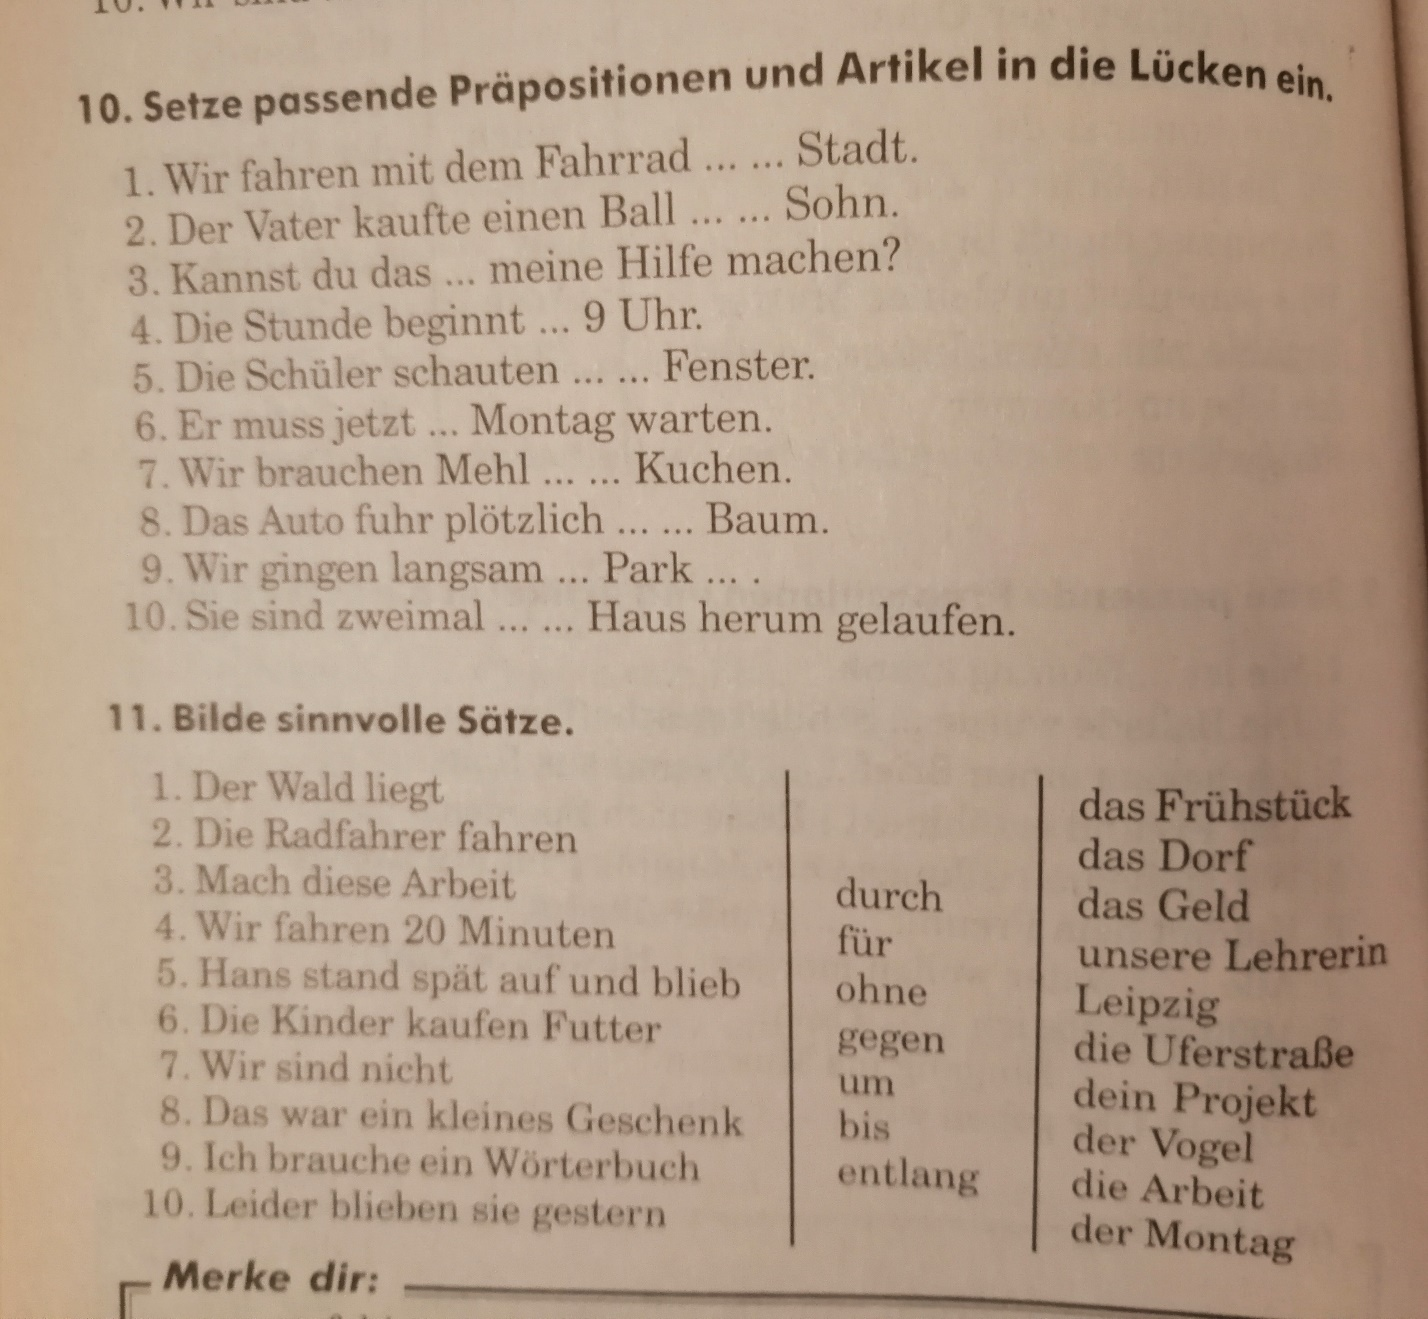 10. Setze passende Präpositionen und Artikel in die Lücken ein.
1. Wir fahren mit dem Fahrrad ... ... Stadt.
2. Der Vater kaufte einen Ball ... ... Sohn.
3. Kannst du das ... meine Hilfe machen?
4. Die Stunde beginnt ... 9 Uhr.
5. Die Schüler schauten ... ... Fenster.
6. Er muss jetzt ... Montag warten.
7. Wir brauchen Mehl ... ... Kuchen.
8. Das Auto fuhr plötzlich ... ... Baum.
9. Wir gingen langsam ... Park ... .
10. Sie sind zweimal ... ... Haus herum gelaufen.
11. Bilde sinnvolle Sätze.
1. Der Wald liegt
2. Die Radfahrer fahren
3. Mach diese Arbeit
4. Wir fahren 20 Minuten
5. Hans stand spät auf und blieb
6. Die Kinder kaufen Futter
7. Wir sind nicht
8. Das war ein kleines Geschenk
9. Ich brauche ein Wörterbuch
10. Leider blieben sie gestern
durch
für
ohne
gegen
um
bis
entlang
das Frühstück
das Dorf
das Geld
unsere Lehrerin
Leipzig
die Uferstraße
dein Projekt
der Vogel
die Arbeit
der Montag
Merke dir: